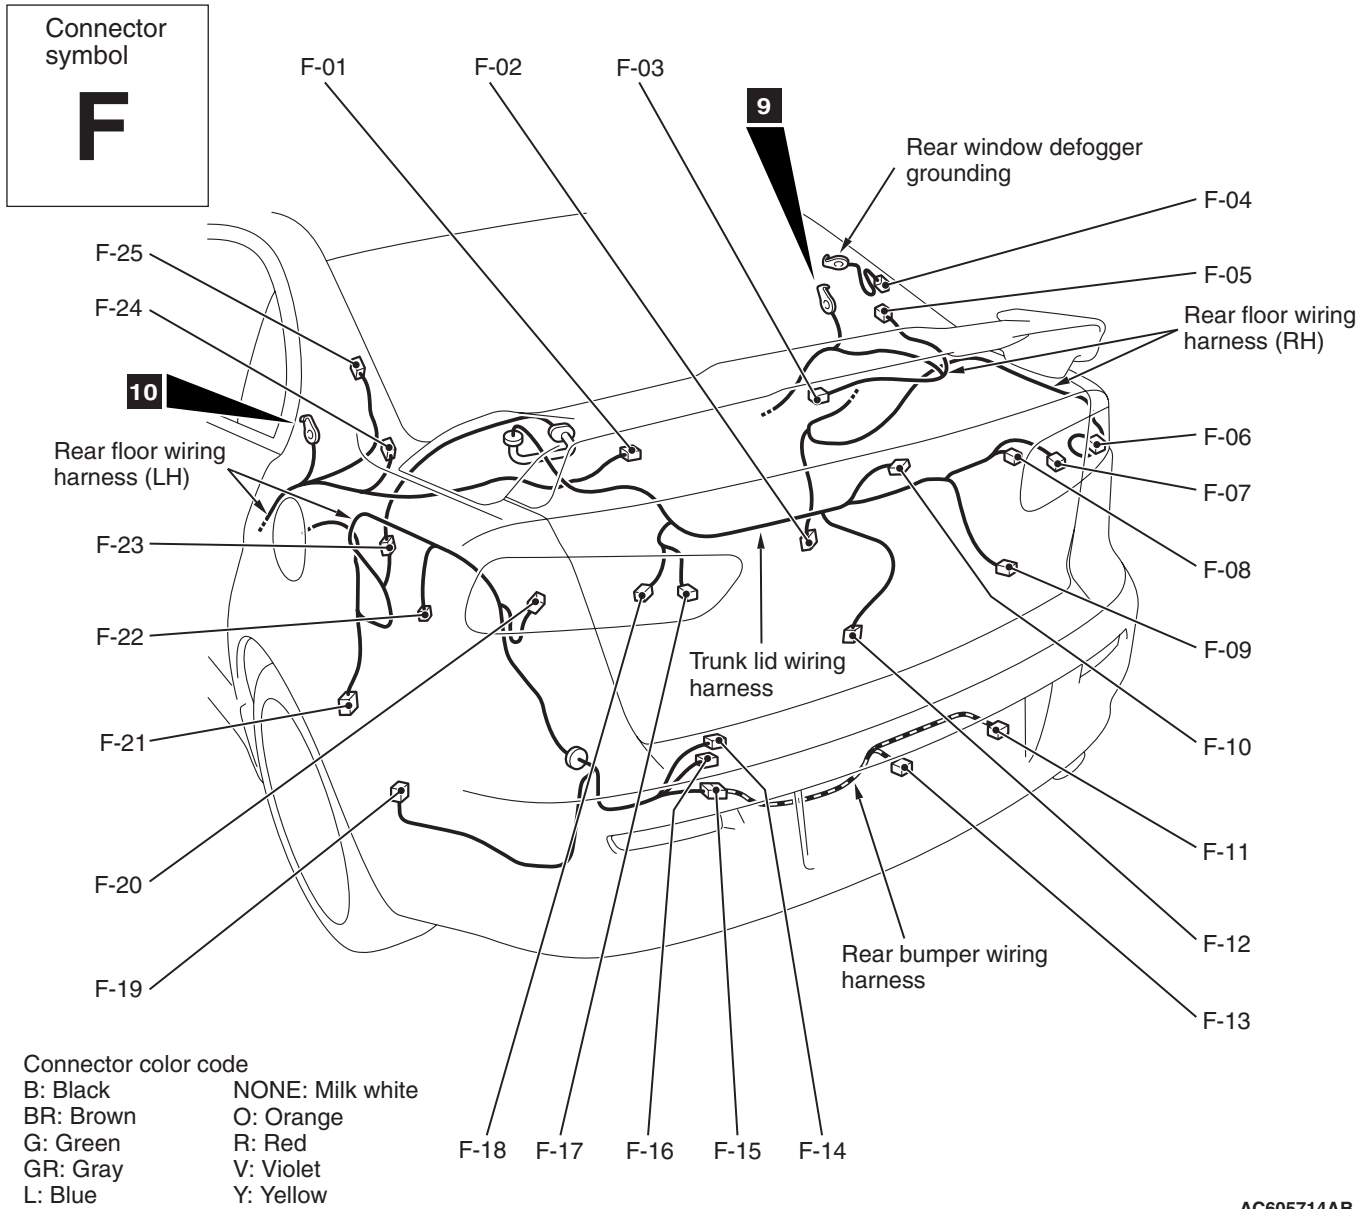 Connector
symbol
F
F-01
F-02
F-03
9
Rear window defogger
grounding
F-04
F-05
Rear floor wiring
harness (RH)
F-25
F-24
10
Rear floor wiring
harness (LH)
F-06
F-07
F-23
F-08
F-22
F-09
Trunk lid wiring
harness
F-21
F-10
F-11
F-20
F-12
Rear bumper wiring
harness
F-19
F-13
F-18
F-17
F-16
F-15
F-14
Connector color code
B: Black
NONE: Milk white
BR: Brown
O: Orange
G: Green
R: Red
GR: Gray
V: Violet
L: Blue
Y: Yellow
AC605714AB